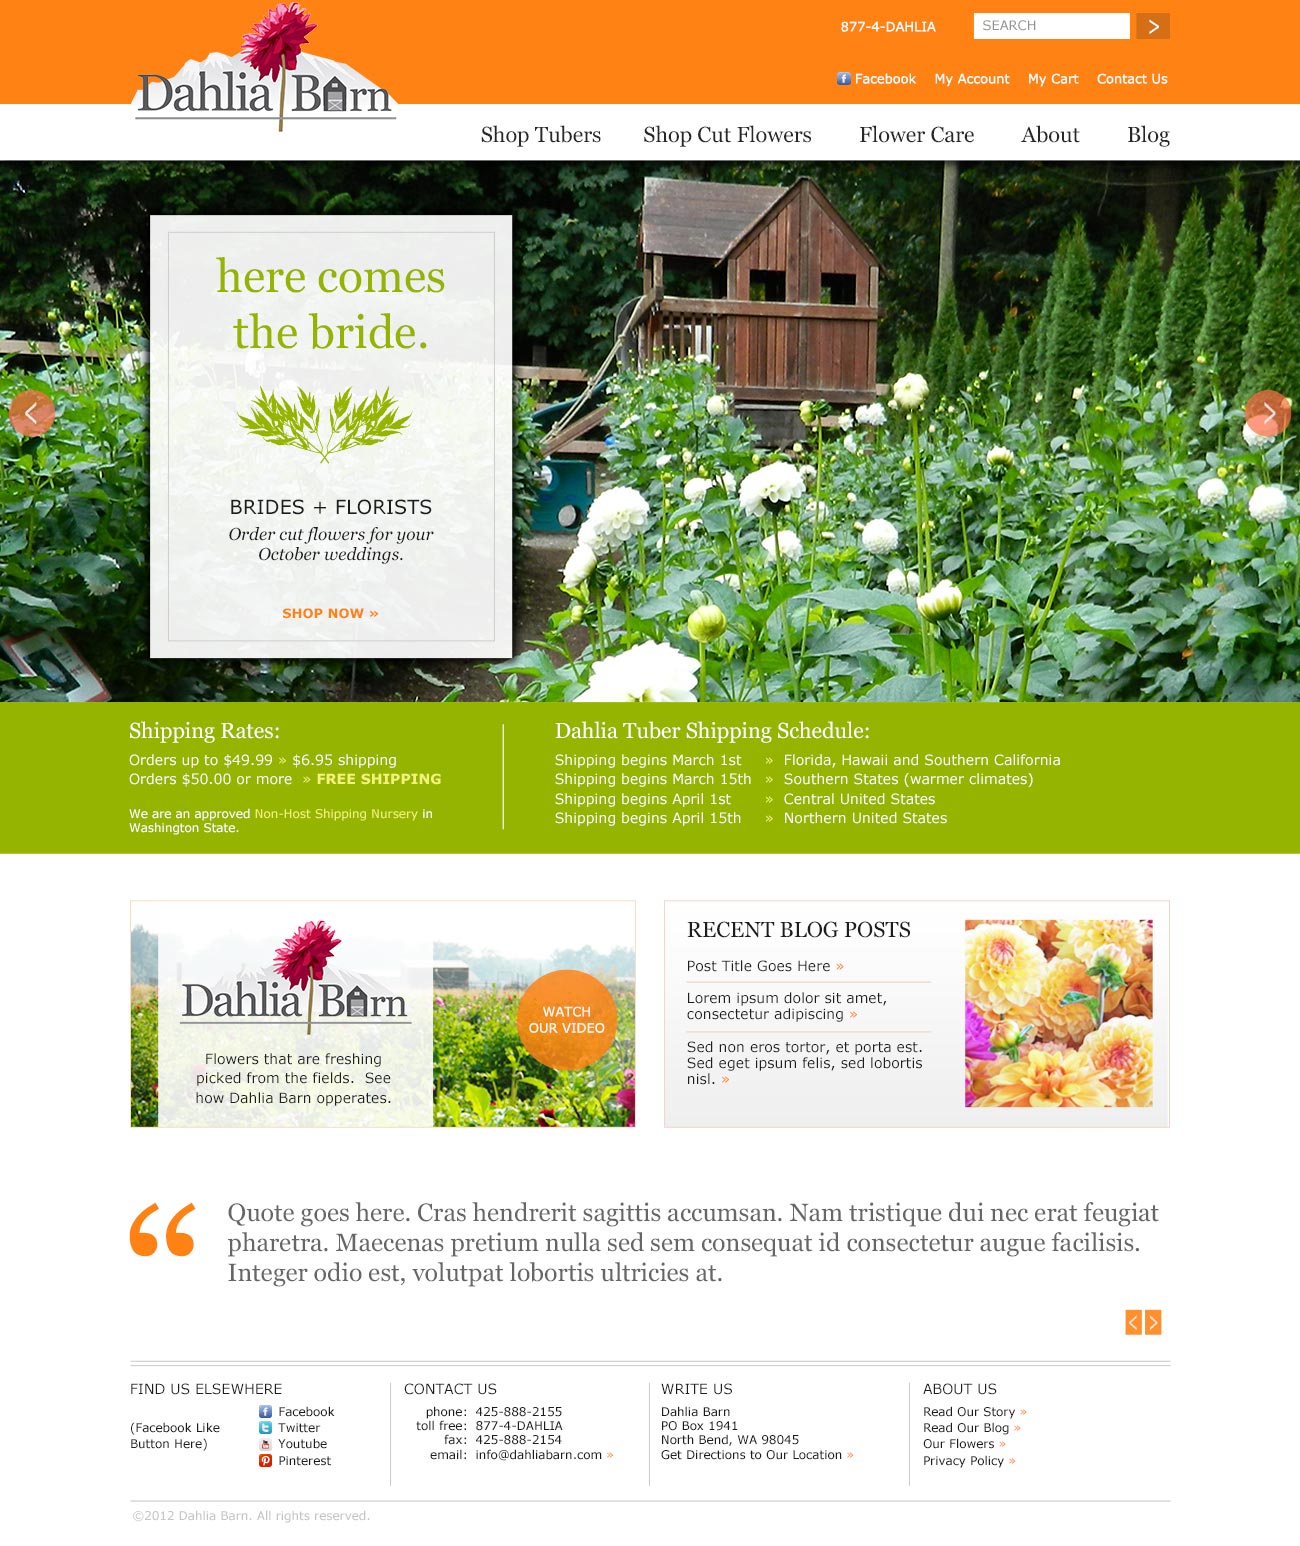 877-4-DAHLIA
SEARCH
Dahlia Barn
Facebook
My Account
My Cart
Contact Us
Shop Tubers
Shop Cut Flowers
Flower Care
About
Blog
here comes
the bride.
BRIDES + FLORISTS
Order cut flowers for your
October weddings.
SHOP NOW »
Shipping Rates:
Orders up to $49.99 » $6.95 shipping
Orders $50.00 or more » FREE SHIPPING
We are an approved Non-Host Shipping Nursery in
Washington State.
Dahlia Tuber Shipping Schedule:
Shipping begins March 1st » Florida, Hawaii and Southern California
Shipping begins March 15th » Southern States (warmer climates)
Shipping begins April 1st » Central United States
Shipping begins April 15th » Northern United States
Dahlia Barn
Flowers that are freshing
picked from the fields. See
how Dahlia Barn opperates.
WATCH
OUR VIDEO
RECENT BLOG POSTS
Post Title Goes Here »
Lorem ipsum dolor sit amet,
consectetur adipiscing »
Sed non eros tortor, et porta est.
Sed eget ipsum felis, sed lobortis
nisl. »
“
Quote goes here. Cras hendrerit sagittis accumsan. Nam tristique dui nec erat feugiat
pharetra. Maecenas pretium nulla sed sem consequat id consectetur augue facilisis.
Integer odio est, volutpat lobortis ultricies at.
FIND US ELSEWHERE
(Facebook Like
Button Here)
Facebook
Twitter
Youtube
Pinterest
CONTACT US
phone: 425-888-2155
toll free: 877-4-DAHLIA
fax: 425-888-2154
email: info@dahliabarn.com »
WRITE US
Dahlia Barn
PO Box 1941
North Bend, WA 98045
Get Directions to Our Location »
ABOUT US
Read Our Story »
Read Our Blog »
Our Flowers »
Privacy Policy »
©2012 Dahlia Barn. All rights reserved.